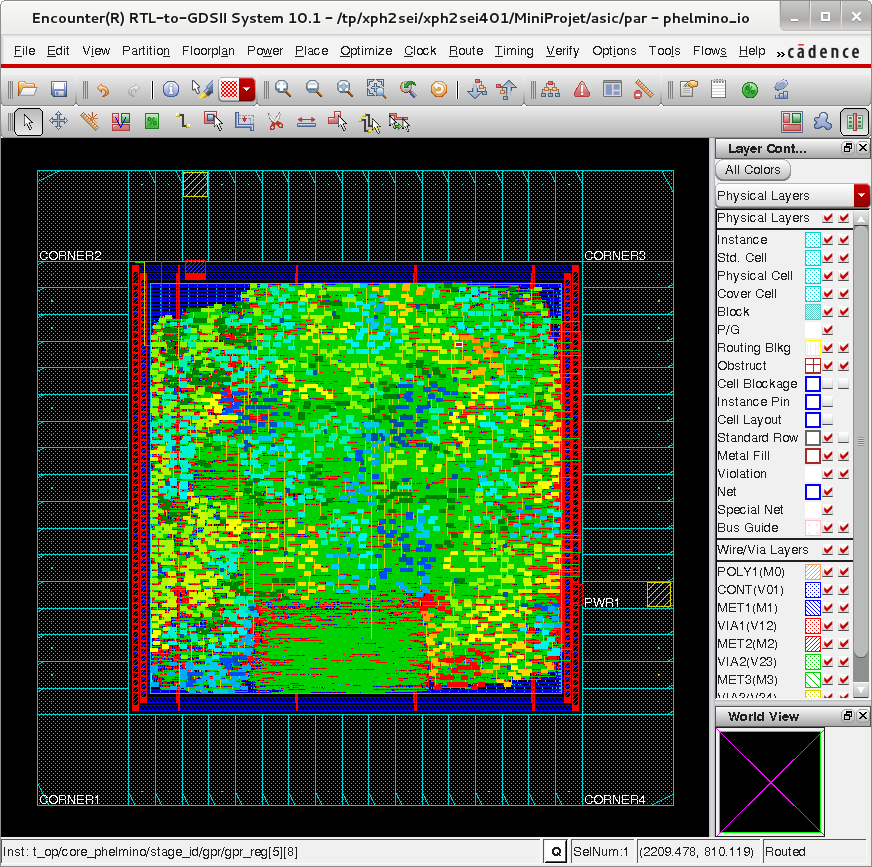 Encounter(R) RTL-to-GDSII System 10.1 - /tp/xph2sei/xph2sei401/MiniProjet/asic/par - phelmino_io
File Edit View Partition Floorplan Power Place Optimize Clock Route Timing Verify Options Tools Flows Help » cādence
Layer Cont...
All Colors
Physical Layers
Physical Layers
Instance
Std. Cell
Physical Cell
Cover Cell
Block
P/G
Routing Blkg
Obstruct
Cell Blockage
Instance Pin
Cell Layout
Standard Row
Metal Fill
Violation
Net
Special Net
Bus Guide
Wire/Via Layers
POLY1(M0)
CONT(V01)
MET1(M1)
VIA1(V12)
MET2(M2)
VIA2(V23)
MET3(M3)
VIA3(V34)
World View
CORNER2
CORNER3
PWR1
CORNER1
CORNER4
Inst: t_op/core_phelmino/stage_id/gpr/gpr_reg[5][8]
Q
SelNum:1
(2209.478, 810.119)
Routed